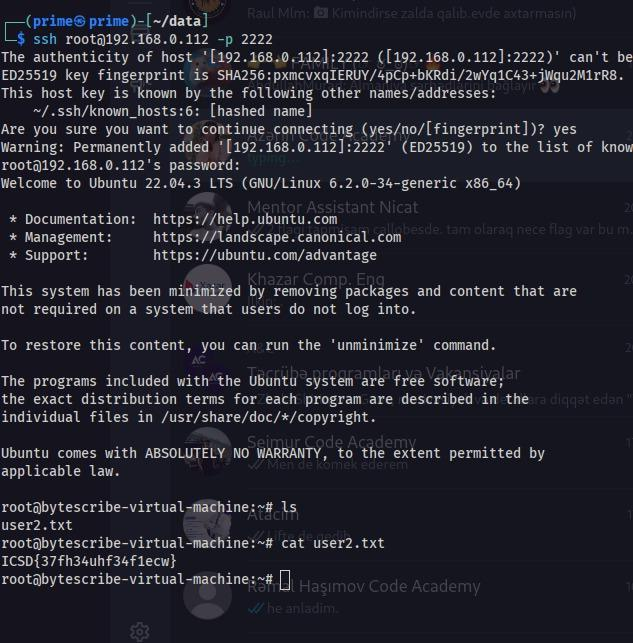 Raul Mlm: Kimindirse zalda qalıb.evde axtarmasin)
┌──(prime㉿prime)-[~/data]
└─$ ssh root@192.168.0.112 -p 2222
The authenticity of host '[192.168.0.112]:2222 ([192.168.0.112]:2222)' can't be
ED25519 key fingerprint is SHA256:pxmcvxqIERUY/4pCp+bKRdi/2wYq1C43+jWqu2M1rR8.
This host key is known by the following other names/addresses:
    ~/.ssh/known_hosts:6: [hashed name]
Are you sure you want to continue connecting (yes/no/[fingerprint])? yes
Warning: Permanently added '[192.168.0.112]:2222' (ED25519) to the list of know
typing...
root@192.168.0.112's password:
Welcome to Ubuntu 22.04.3 LTS (GNU/Linux 6.2.0-34-generic x86_64)
Mentor Assistant Nicat
 * Documentation:  https://help.ubuntu.com
 * Management:     https://landscape.canonical.com
 * Support:        https://ubuntu.com/advantage
Khazar Comp. Eng
This system has been minimized by removing packages and content that are
not required on a system that users do not log into.
To restore this content, you can run the 'unminimize' command.
AC
Təcrübə proqramları və Vakansiyalar
The programs included with the Ubuntu system are free software;
the exact distribution terms for each program are described in the
individual files in /usr/share/doc/*/copyright.
Seimur Code Academy
Ubuntu comes with ABSOLUTELY NO WARRANTY, to the extent permitted by
Men de komek ederem
applicable law.
root@bytescribe-virtual-machine:~# ls
Atacim
user2.txt
root@bytescribe-virtual-machine:~# cat user2.txt
ICSD{37fh34uhf34f1ecw}
root@bytescribe-virtual-machine:~#
Ramal Haşımov Code Academy
he anladim.